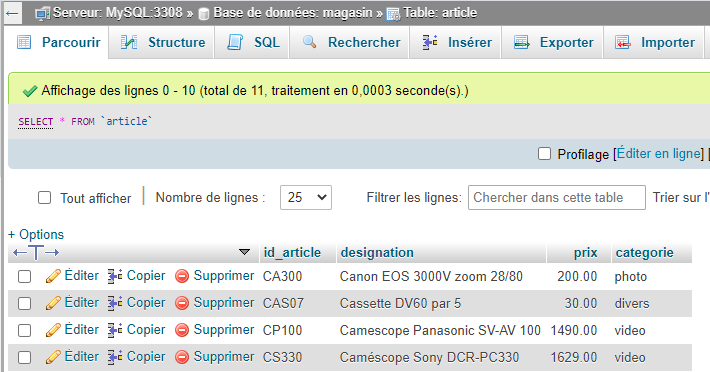 Serveur: MySQL:3308 » Base de données: magasin » Table: article
Parcourir Structure SQL Rechercher Insérer Exporter Importer
Affichage des lignes 0 - 10 (total de 11, traitement en 0,0003 seconde(s).)
SELECT * FROM `article`
Profilage [Éditer en ligne] [
Tout afficher | Nombre de lignes : 25 Filtrer les lignes: Chercher dans cette table Trier sur l'
+ Options
←T→ id_article designation prix categorie
Éditer Copier Supprimer CA300 Canon EOS 3000V zoom 28/80 200.00 photo
Éditer Copier Supprimer CAS07 Cassette DV60 par 5 30.00 divers
Éditer Copier Supprimer CP100 Camescope Panasonic SV-AV 100 1490.00 video
Éditer Copier Supprimer CS330 Caméscope Sony DCR-PC330 1629.00 video